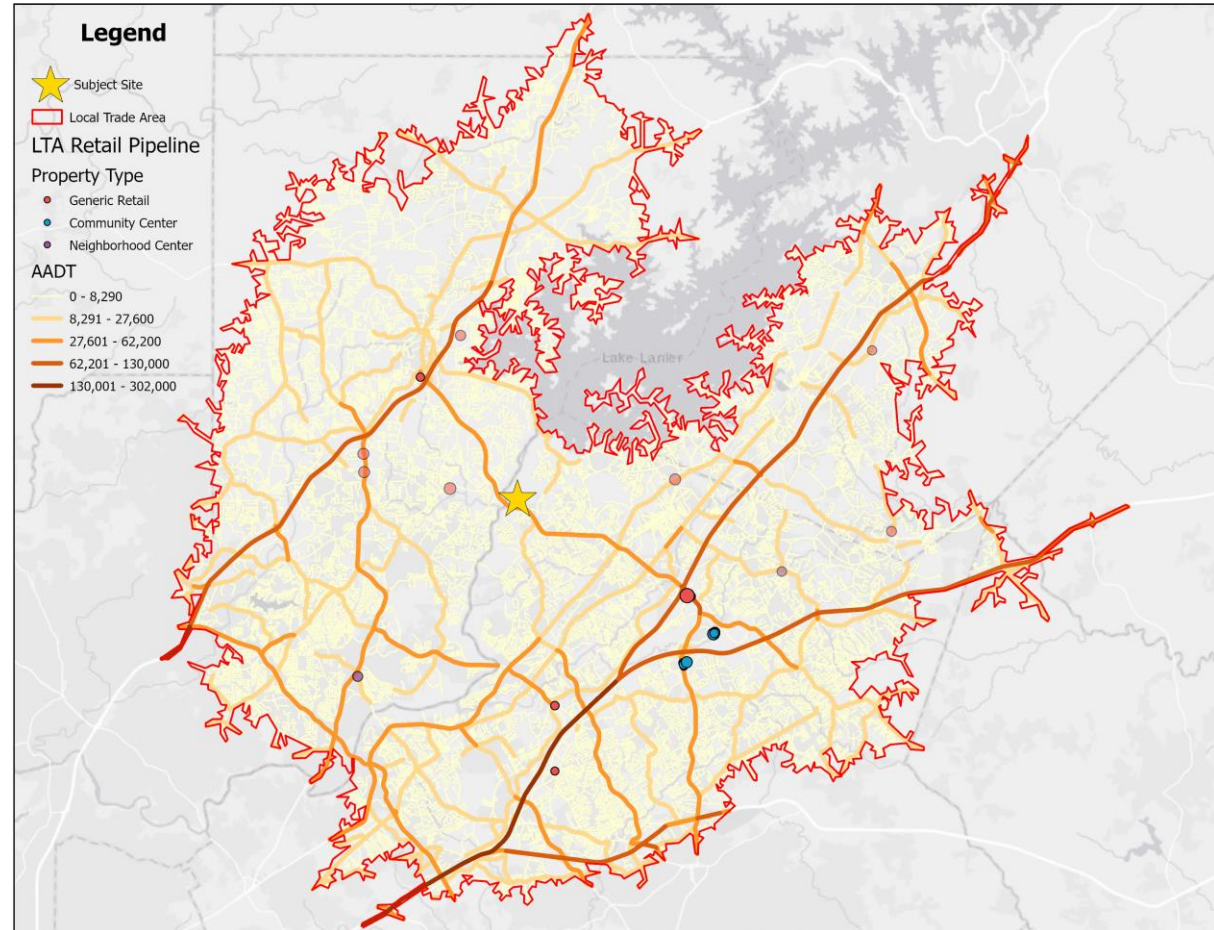 Legend
Subject Site
Local Trade Area
LTA Retail Pipeline
Property Type
Generic Retail
Community Center
Neighborhood Center
AADT
0 - 8,290
8,291 - 27,600
27,601 - 62,200
62,201 - 130,000
130,001 - 302,000
Lake Lanier